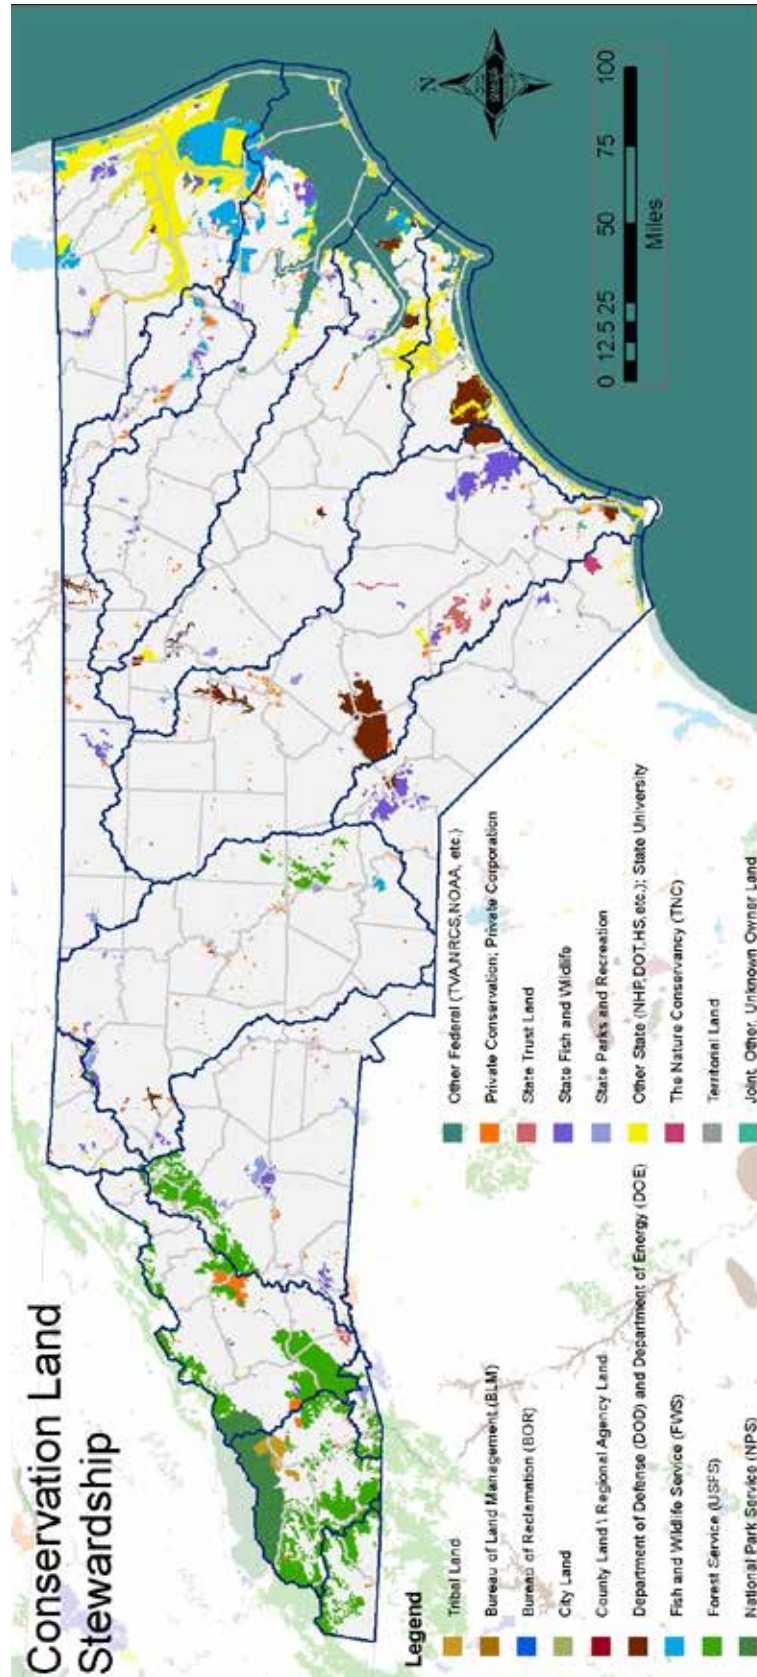 Conservation Land
Stewardship
Legend
Tribal Land
Bureau of Land Management (BLM)
Bureau of Reclamation (BOR)
City Land
County Land \ Regional Agency Land
Department of Defense (DOD) and Department of Energy (DOE)
Fish and Wildlife Service (FWS)
Forest Service (USFS)
National Park Service (NPS)
Other Federal (TVA,NRCS,NOAA, etc.)
Private Conservation; Private Corporation
State Trust Land
State Fish and Wildlife
State Parks and Recreation
Other State (NHP,DOT,HS,etc.); State University
The Nature Conservancy (TNC)
Territorial Land
Joint, Other, Unknown Owner Land
N
0 12.5 25 50 75 100
Miles